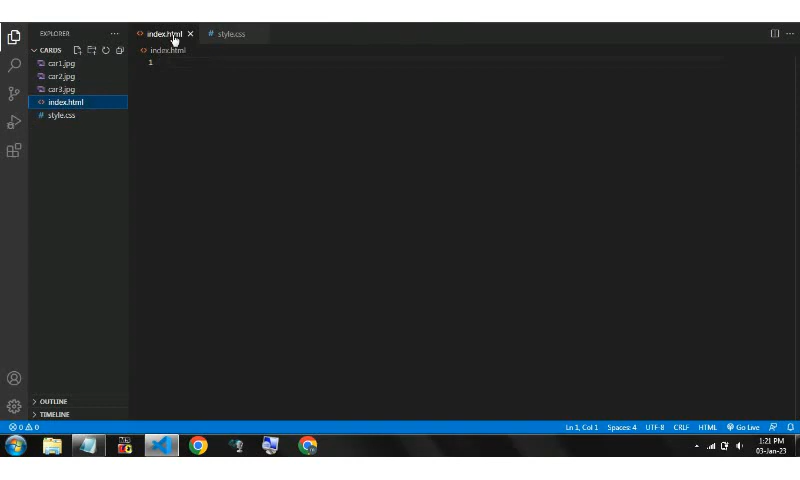 EXPLORER
index.html
style.css
CARDS
index.html
1
car1.jpg
car2.jpg
car3.jpg
index.html
style.css
OUTLINE
TIMELINE
0 0
Ln 1, Col 1
Spaces: 4
UTF-8
CRLF
HTML
Go Live
1:21 PM
03-Jan-23